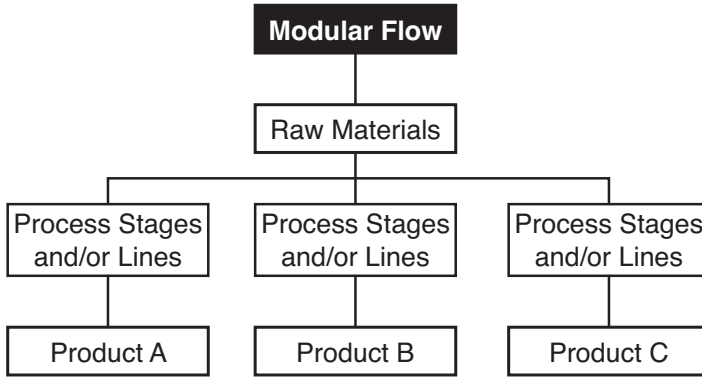 Modular Flow
Raw Materials
Process Stages
and/or Lines
Process Stages
and/or Lines
Process Stages
and/or Lines
Product A
Product B
Product C